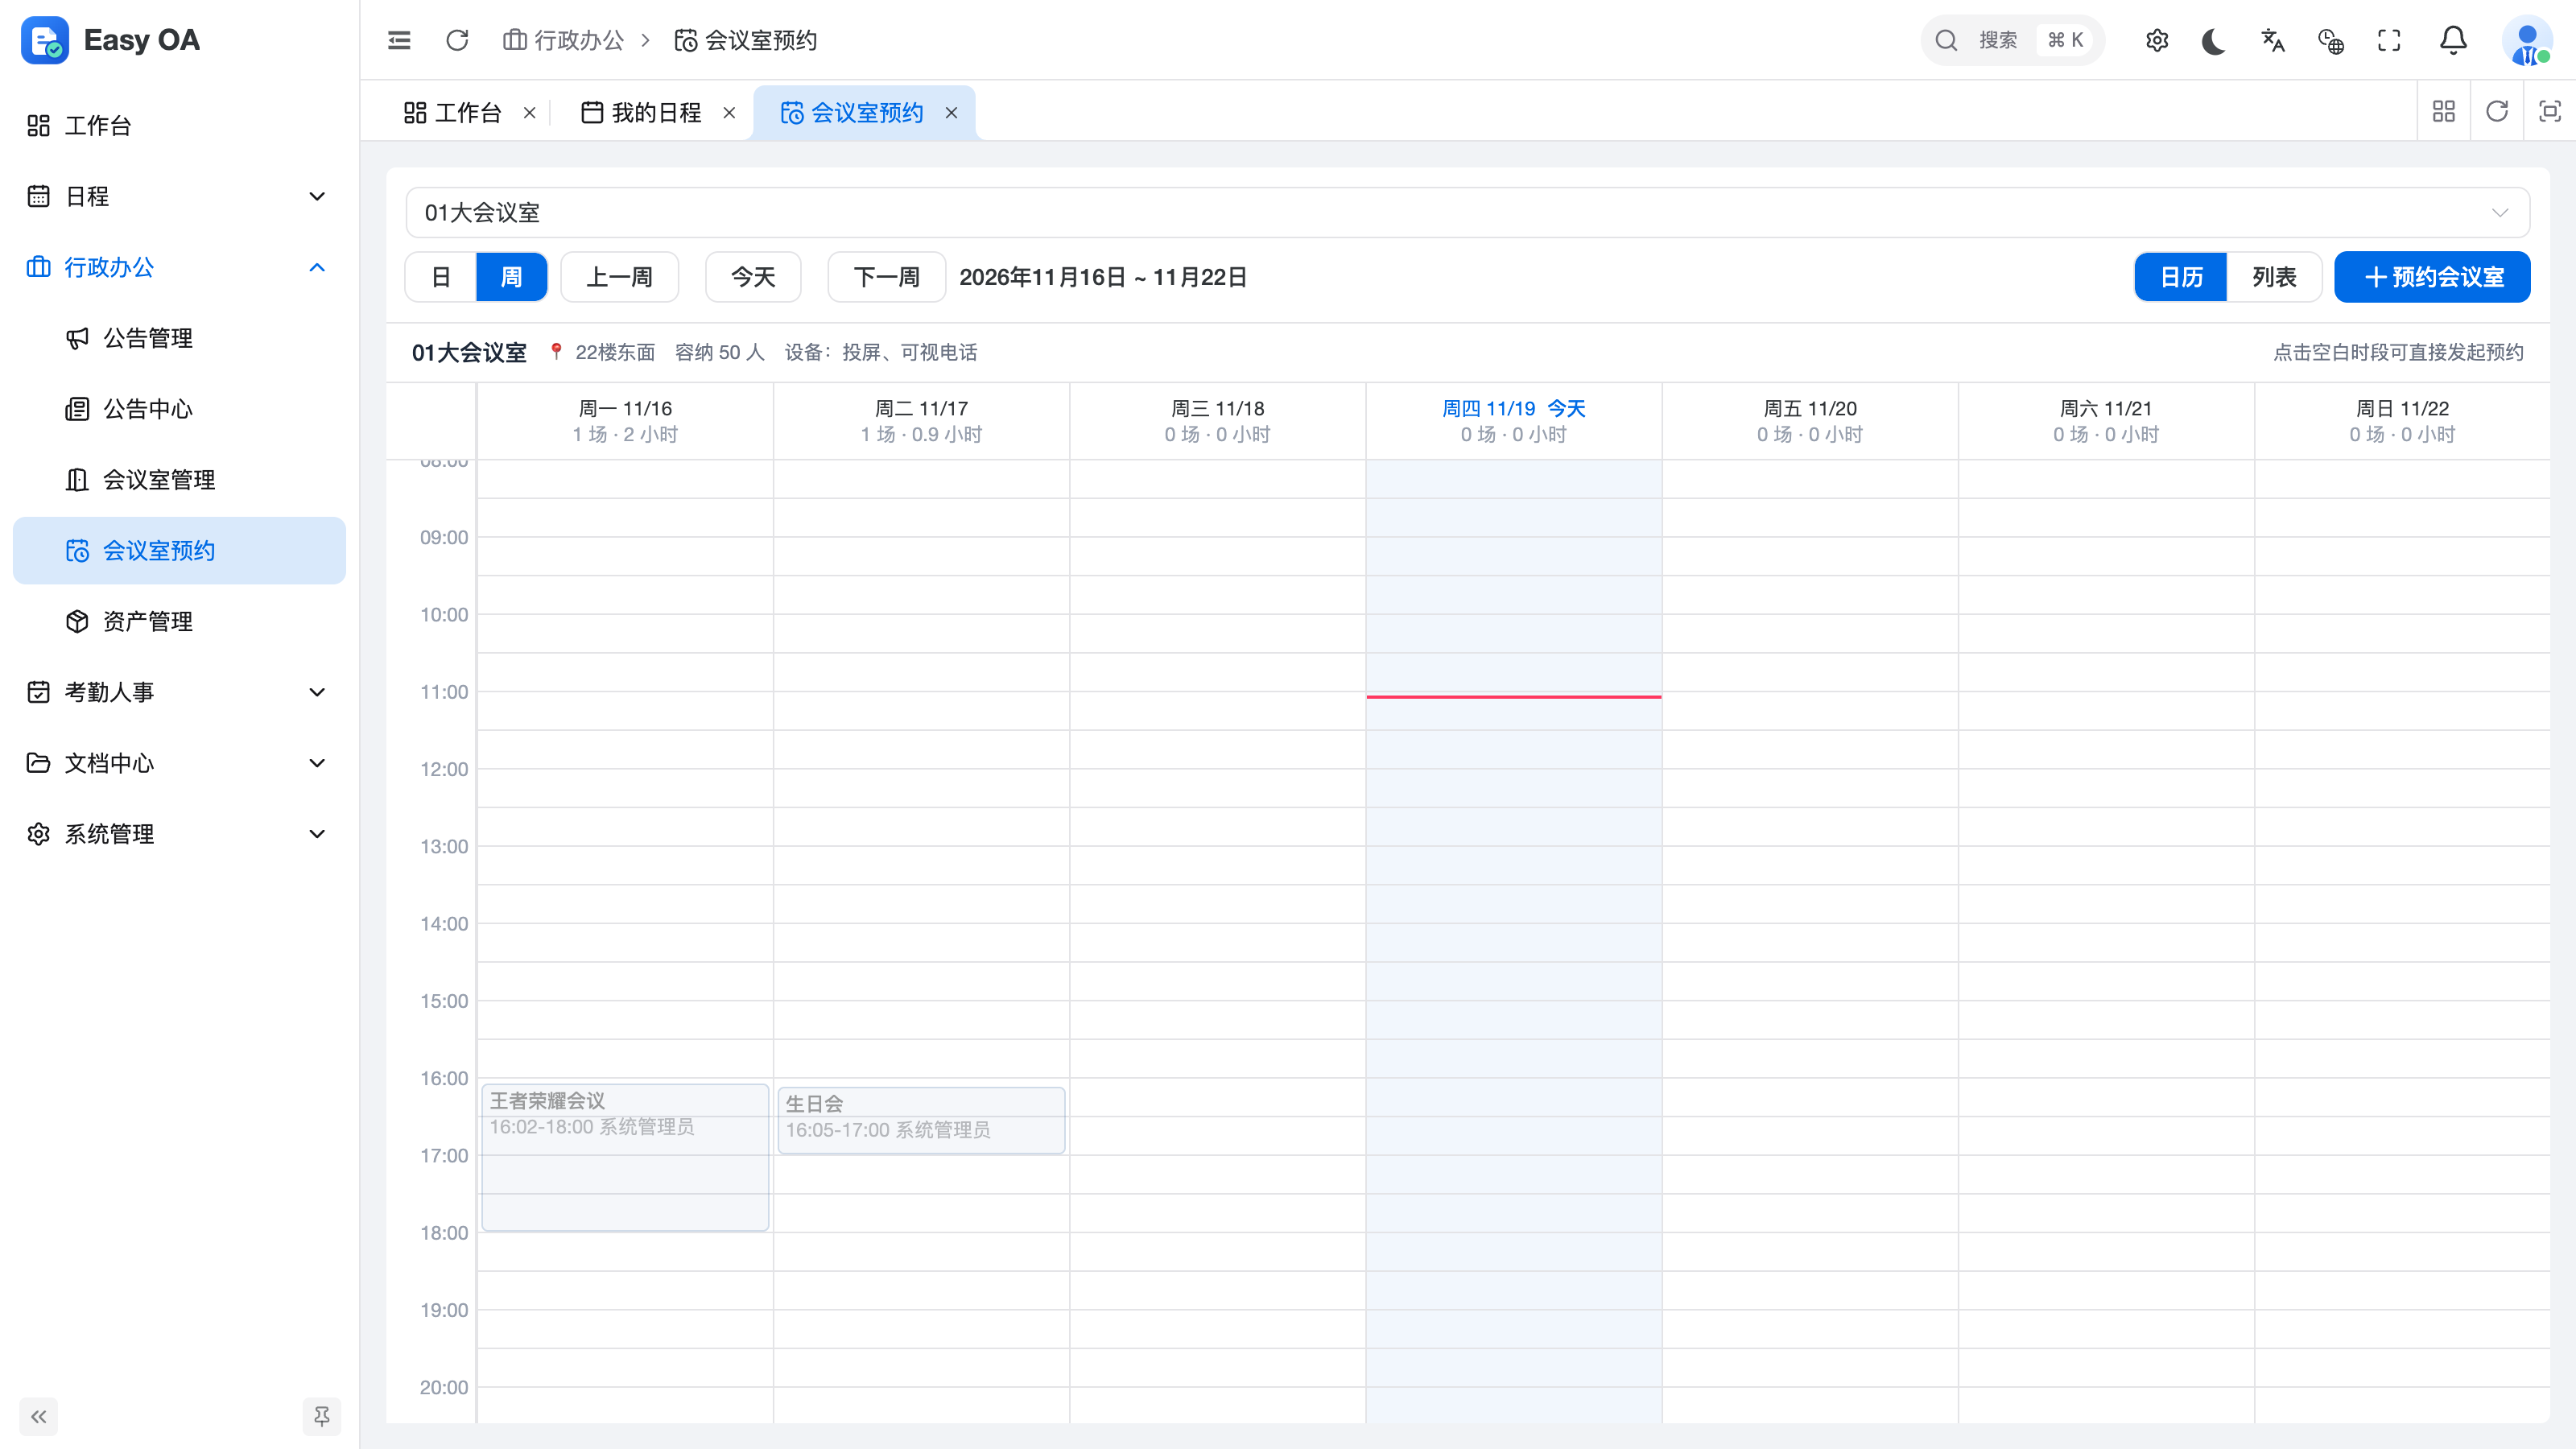 Easy OA
行政办公
会议室预约
搜索 ⌘ K
工作台
我的日程
会议室预约
工作台
日程
行政办公
公告管理
公告中心
会议室管理
会议室预约
资产管理
考勤人事
文档中心
系统管理
01大会议室
日 周 上一周 今天 下一周 2026年11月16日 ~ 11月22日 日历 列表 预约会议室
01大会议室 22楼东面 容纳 50 人 设备：投屏、可视电话 点击空白时段可直接发起预约
周一 11/16 周二 11/17 周三 11/18 周四 11/19 今天 周五 11/20 周六 11/21 周日 11/22
1 场 · 2 小时 1 场 · 0.9 小时 0 场 · 0 小时 0 场 · 0 小时 0 场 · 0 小时 0 场 · 0 小时 0 场 · 0 小时
08:00
09:00
10:00
11:00
12:00
13:00
14:00
15:00
16:00
王者荣耀会议
16:02-18:00 系统管理员
生日会
16:05-17:00 系统管理员
17:00
18:00
19:00
20:00